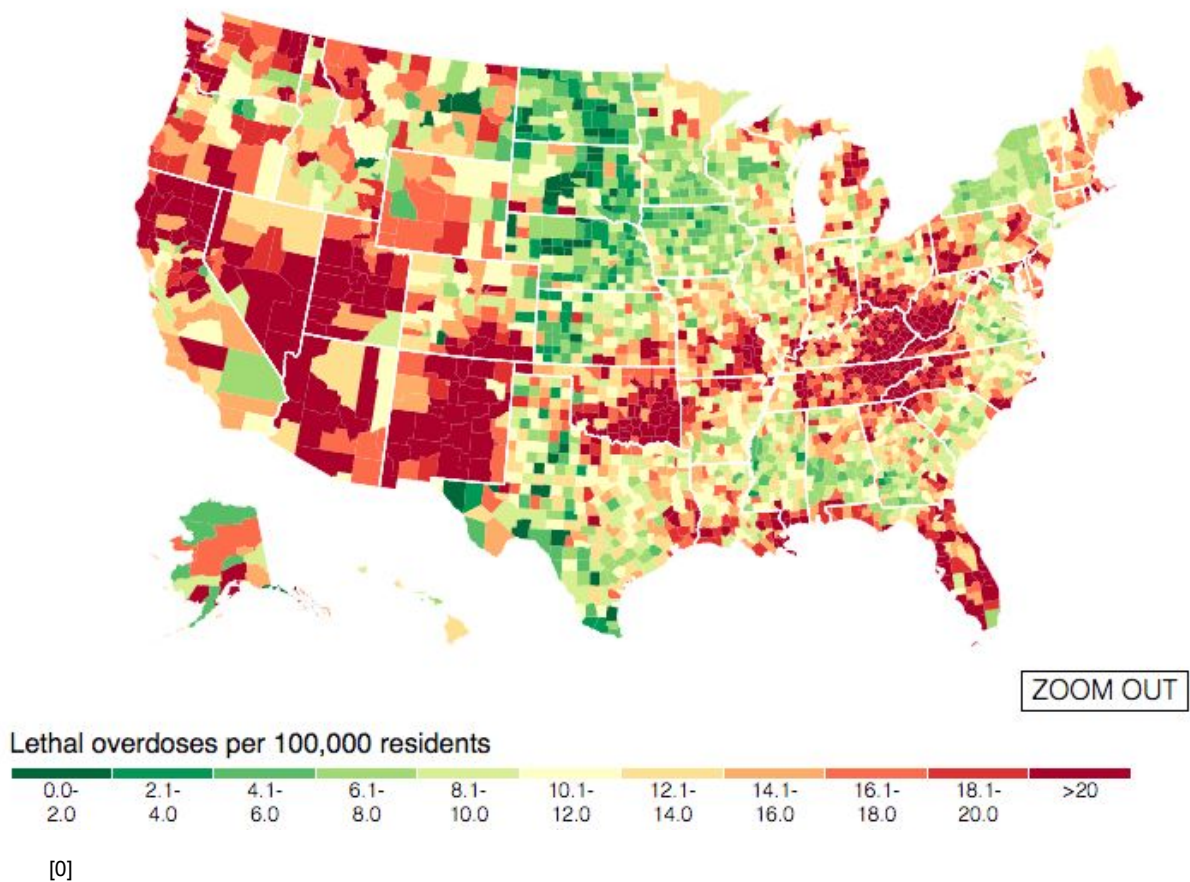 ZOOM OUT
Lethal overdoses per 100,000 residents
0.0- 2.1- 4.1- 6.1- 8.1- 10.1- 12.1- 14.1- 16.1- 18.1- >20
2.0 4.0 6.0 8.0 10.0 12.0 14.0 16.0 18.0 20.0
[0]